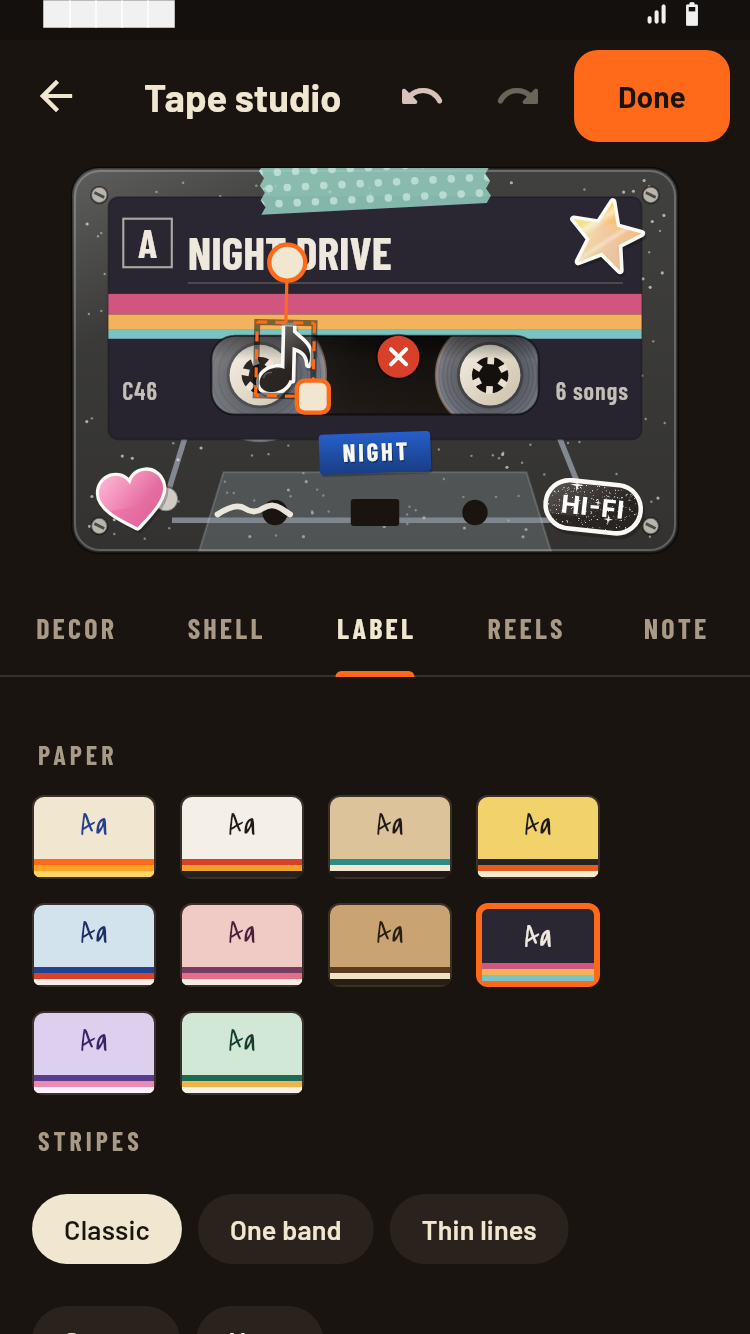 Tape studio
Done
A
NIGHT DRIVE
C46
6 songs
NIGHT
HI-FI
DECOR
SHELL
LABEL
REELS
NOTE
PAPER
Aa
Aa
Aa
Aa
Aa
Aa
Aa
Aa
Aa
Aa
STRIPES
Classic
One band
Thin lines